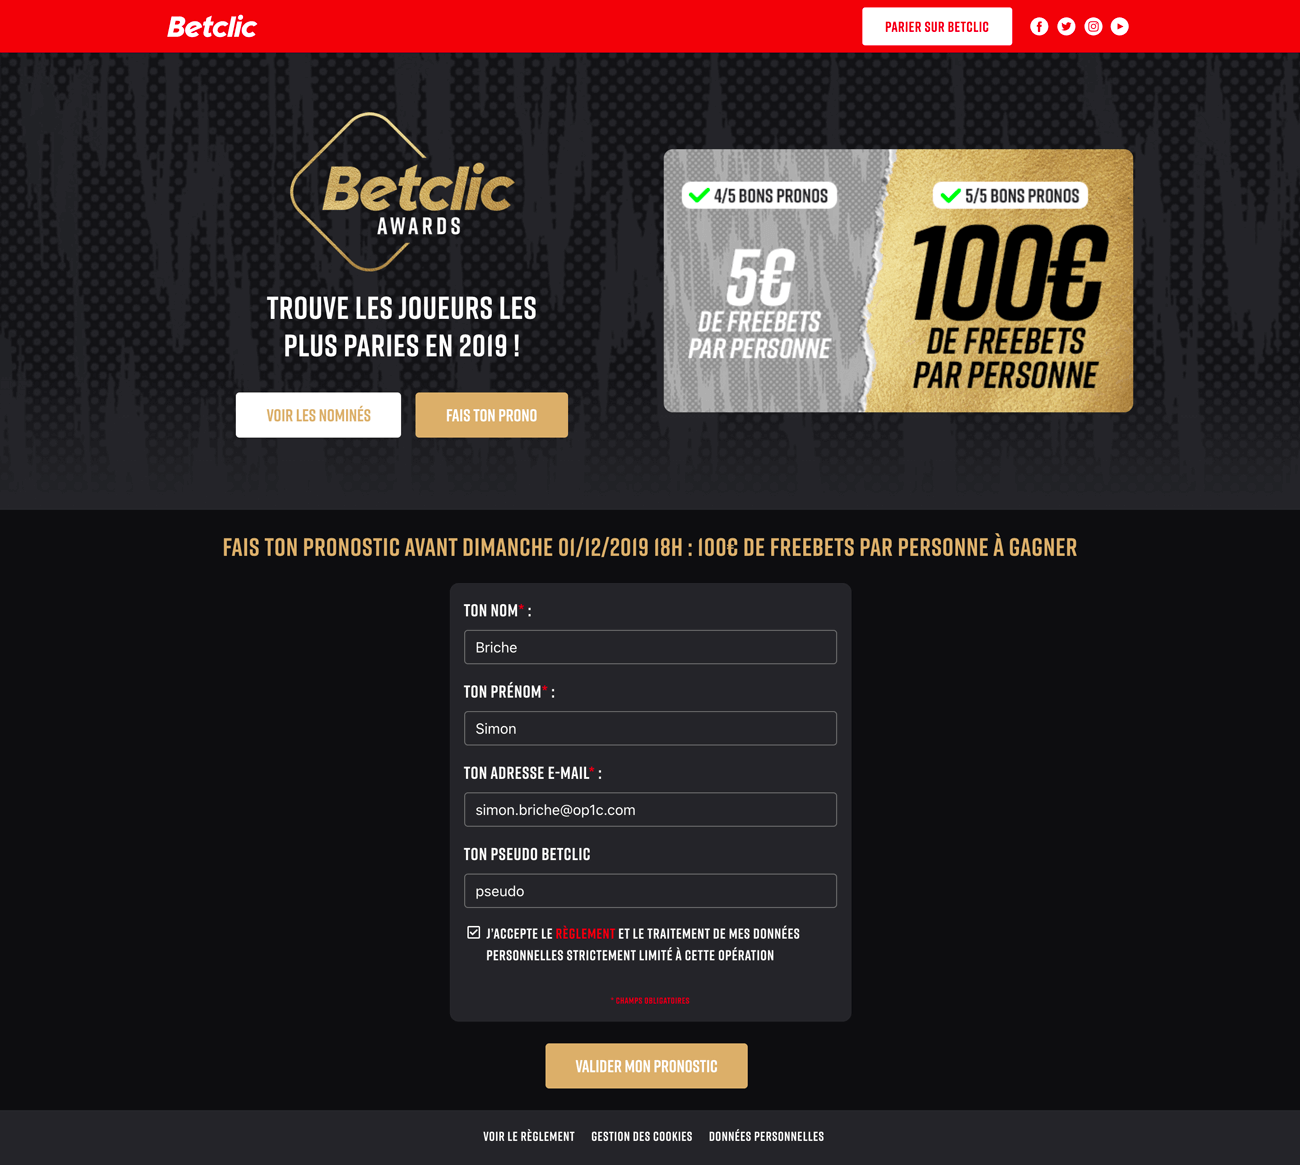 Betclic
PARIER SUR BETCLIC
Betclic
AWARDS
TROUVE LES JOUEURS LES
PLUS PARIES EN 2019 !
VOIR LES NOMINÉS
FAIS TON PRONO
4/5 BONS PRONOS
5€
DE FREEBETS
PAR PERSONNE
5/5 BONS PRONOS
100€
DE FREEBETS
PAR PERSONNE
FAIS TON PRONOSTIC AVANT DIMANCHE 01/12/2019 18H : 100€ DE FREEBETS PAR PERSONNE À GAGNER
TON NOM* :
Briche
TON PRÉNOM* :
Simon
TON ADRESSE E-MAIL* :
simon.briche@op1c.com
TON PSEUDO BETCLIC
pseudo
J'ACCEPTE LE RÈGLEMENT ET LE TRAITEMENT DE MES DONNÉES
PERSONNELLES STRICTEMENT LIMITÉ À CETTE OPÉRATION
* CHAMPS OBLIGATOIRES
VALIDER MON PRONOSTIC
VOIR LE RÈGLEMENT
GESTION DES COOKIES
DONNÉES PERSONNELLES